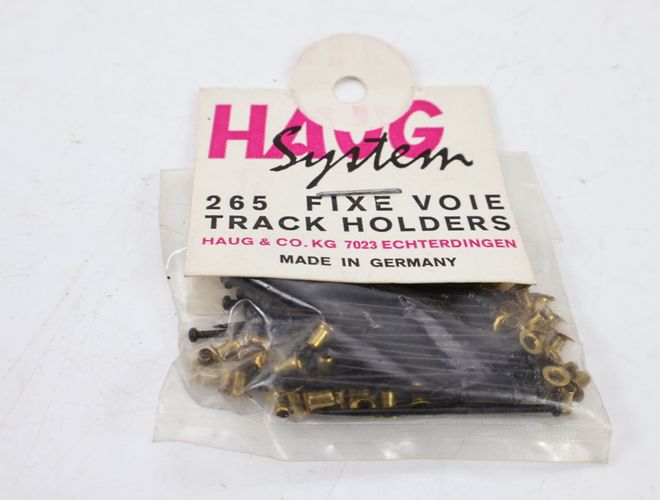 HAUG
System
265 FIXE VOIE
TRACK HOLDERS
HAUG & CO. KG 7023 ECHTERDINGEN
MADE IN GERMANY